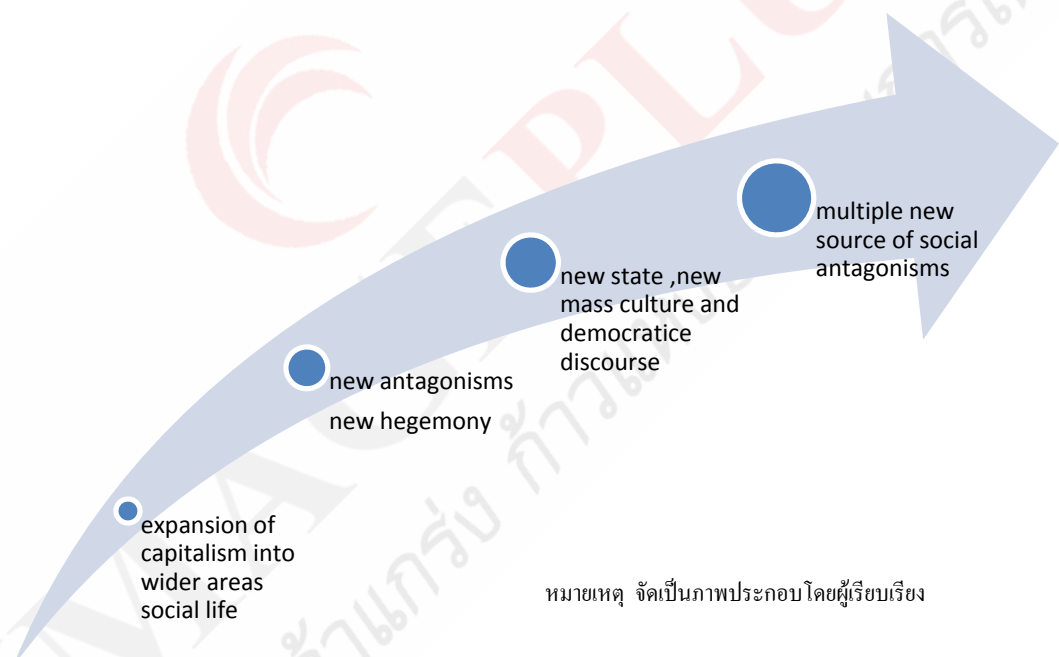 multiple new
source of social
antagonisms
new state ,new
mass culture and
democratice
discourse
new antagonisms
new hegemony
expansion of
capitalism into
wider areas
social life
หมายเหตุ จัดเป็นภาพประกอบโดยผู้เรียบเรียง